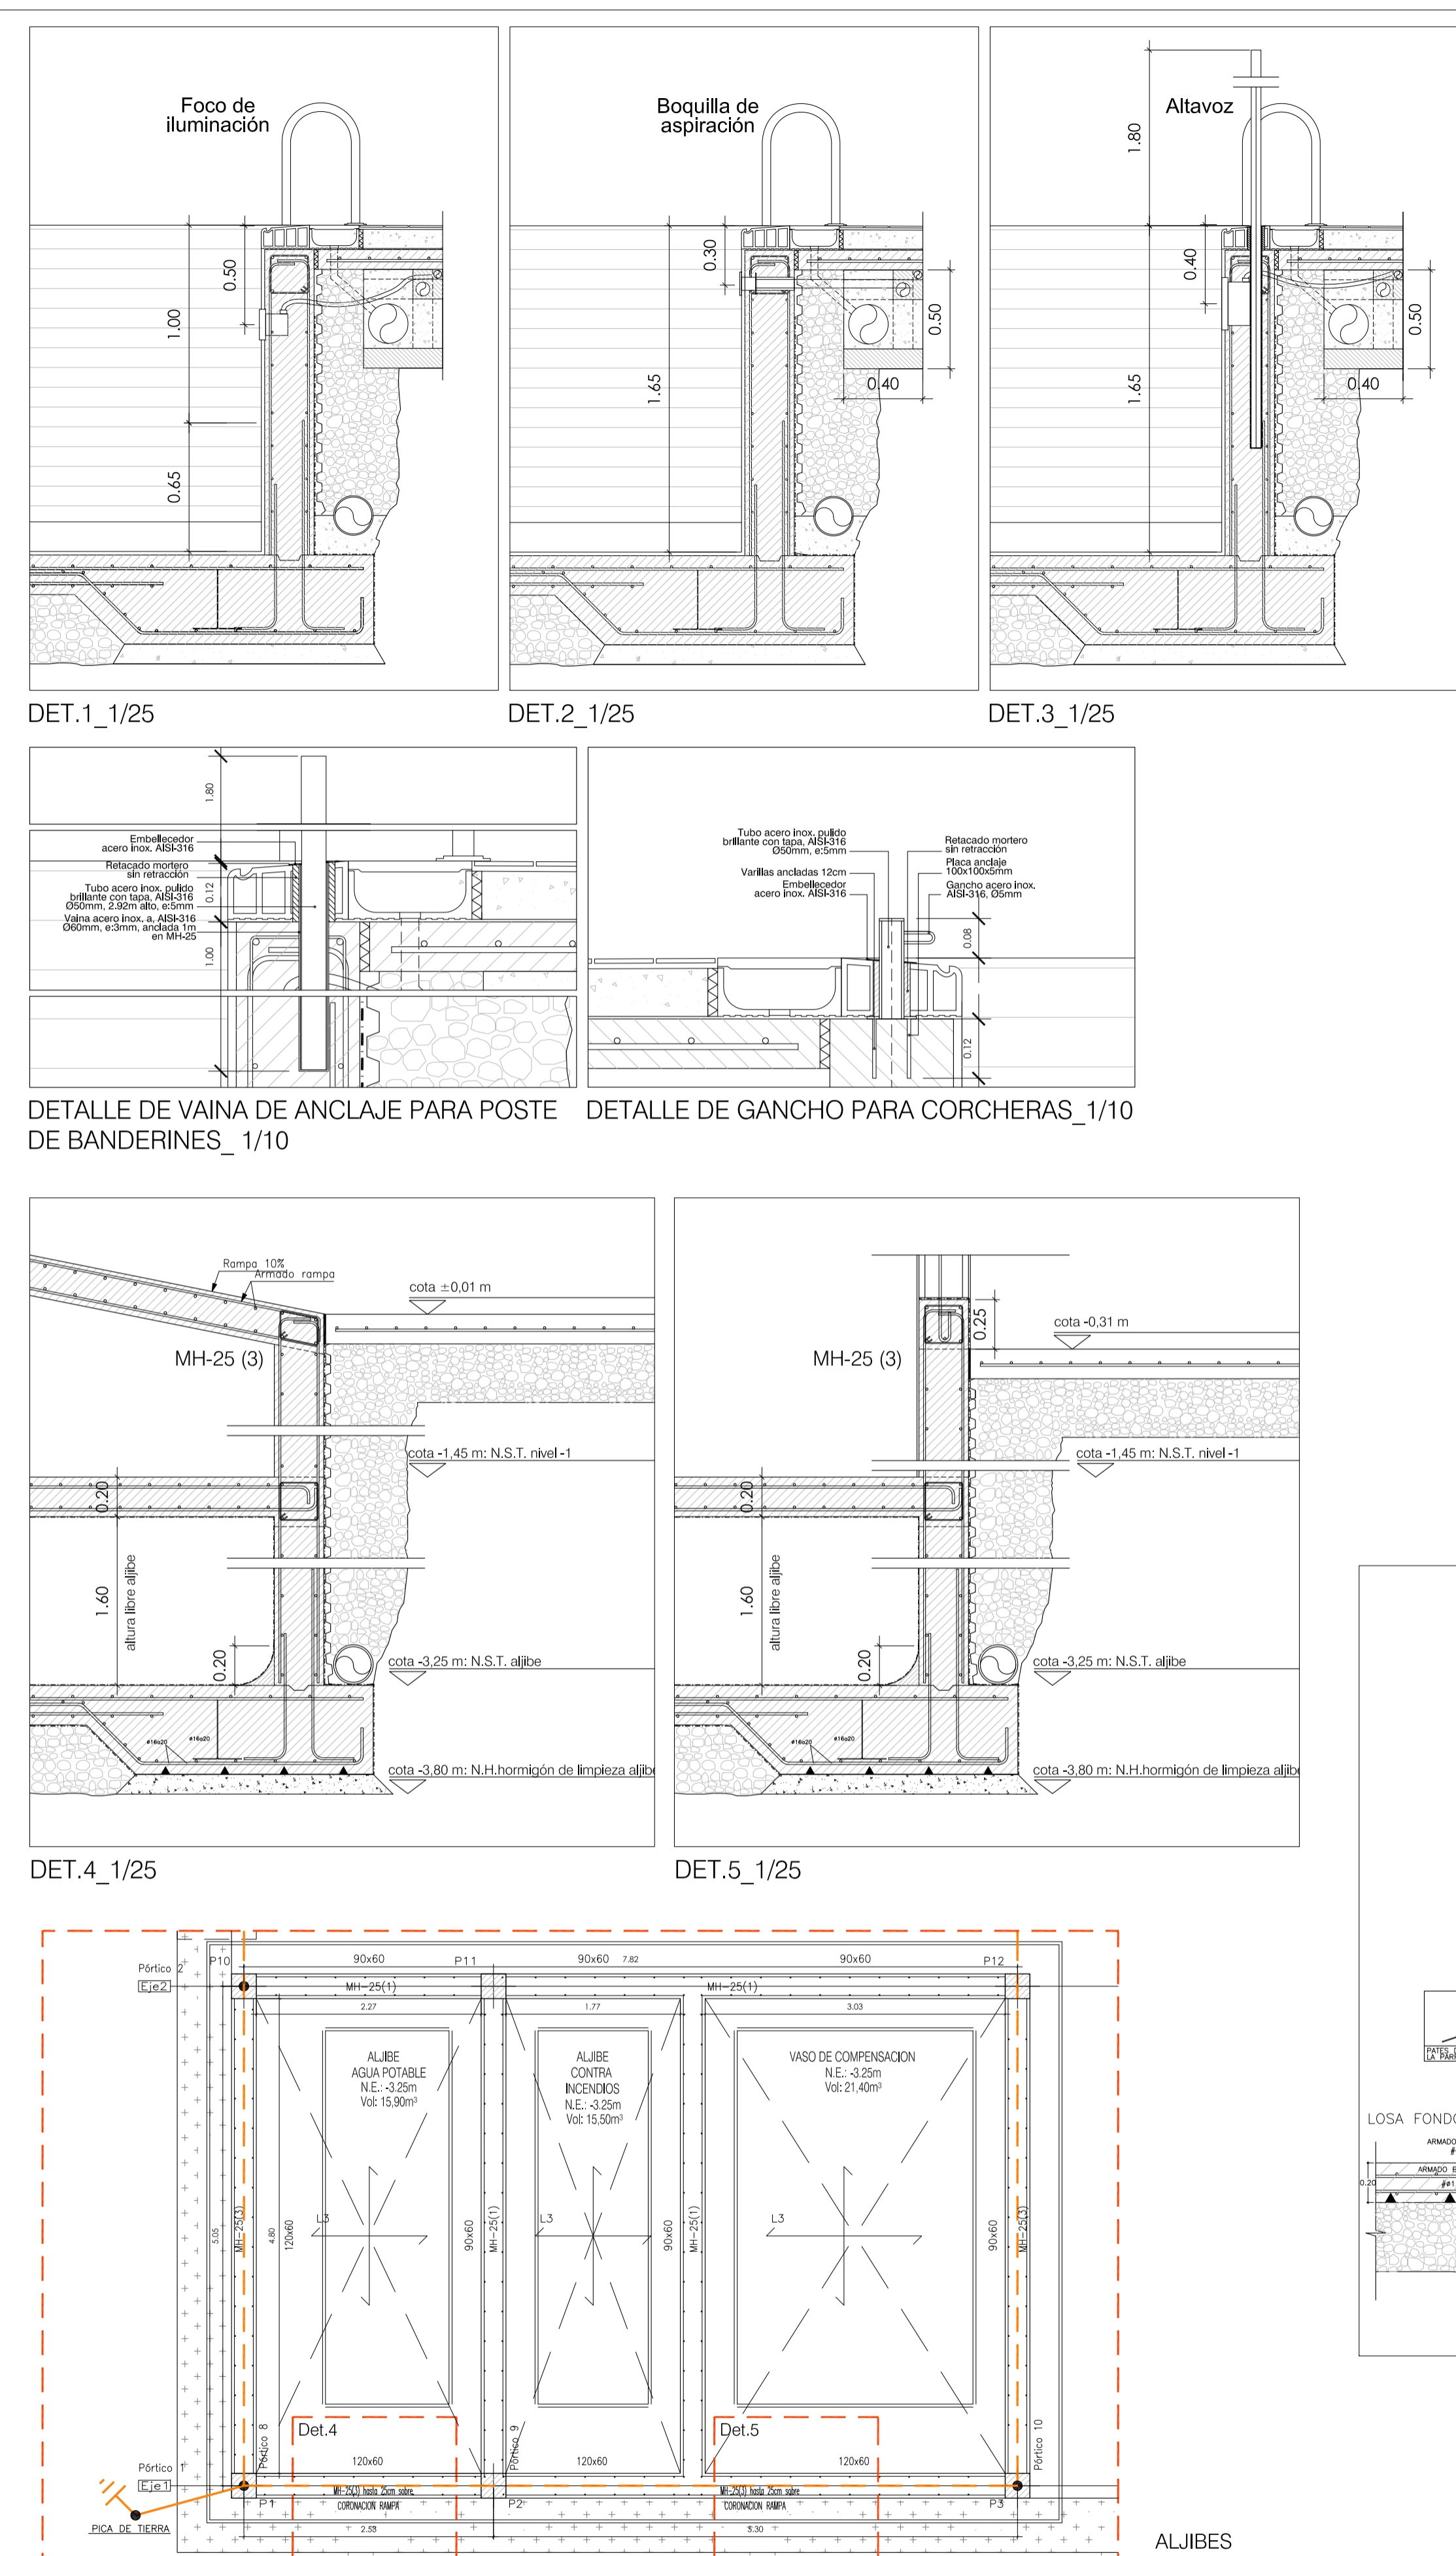 Foco de
iluminación
0.50
1.00
0.65
DET.1_1/25
Boquilla de
aspiración
0.30
1.65
0.50
0.40
DET.2_1/25
Altavoz
1.80
0.40
1.65
0.50
0.40
DET.3_1/25
1.80
Embellecedor
acero inox. AISI-316
Retacado mortero
sin retracción
Tubo acero inox. pulido
brillante con tapa, AISI-316
Ø50mm, 2.92m alto, e:5mm
Vaina acero inox. a, AISI-316
Ø60mm, e:3mm, anclada 1m
en MH-25
0.12
1.00
DETALLE DE VAINA DE ANCLAJE PARA POSTE
DE BANDERINES_ 1/10
Tubo acero inox. pulido
brillante con tapa, AISI-316
Ø50mm, e:5mm
Varillas ancladas 12cm
Embellecedor
acero inox. AISI-316
Retacado mortero
sin retracción
Placa anclaje
100x100x5mm
Gancho acero inox.
AISI-316, Ø5mm
0.08
0.12
DETALLE DE GANCHO PARA CORCHERAS_1/10
Rampa 10%
Armado rampa
cota ±0,01 m
MH-25 (3)
cota -1,45 m: N.S.T. nivel -1
0.20
1.60
altura libre aljibe
0.20
cota -3,25 m: N.S.T. aljibe
ø16a20
ø16a20
cota -3,80 m: N.H.hormigón de limpieza aljibe
DET.4_1/25
0.25
cota -0,31 m
MH-25 (3)
cota -1,45 m: N.S.T. nivel -1
0.20
1.60
altura libre aljibe
0.20
cota -3,25 m: N.S.T. aljibe
ø16a20
ø16a20
cota -3,80 m: N.H.hormigón de limpieza aljibe
DET.5_1/25
P10
90x60
P11
90x60
7.82
90x60
P12
Pórtico 2
Eje2
MH-25(1)
MH-25(1)
2.27
1.77
3.03
ALJIBE
AGUA POTABLE
N.E.: -3.25m
Vol: 15,90m³
ALJIBE
CONTRA
INCENDIOS
N.E.: -3.25m
Vol: 15,50m³
VASO DE COMPENSACION
N.E.: -3.25m
Vol: 21,40m³
5.05
MH-25(3)
4.80
120x60
L3
90x60
MH-25(1)
L3
90x60
MH-25(1)
L3
90x60
MH-25(3)
Det.4
Det.5
Pórtico 8
Pórtico 9
Pórtico 10
120x60
120x60
120x60
Pórtico 1
Eje1
MH-25(3) hasta 25cm sobre
CORONACION RAMPA
MH-25(3) hasta 25cm sobre
CORONACION RAMPA
P1
P2
P3
PICA DE TIERRA
2.53
5.30
ALJIBES
PATES D
LA PAR
LOSA FONDO
ARMADO
ARMADO E
0.20